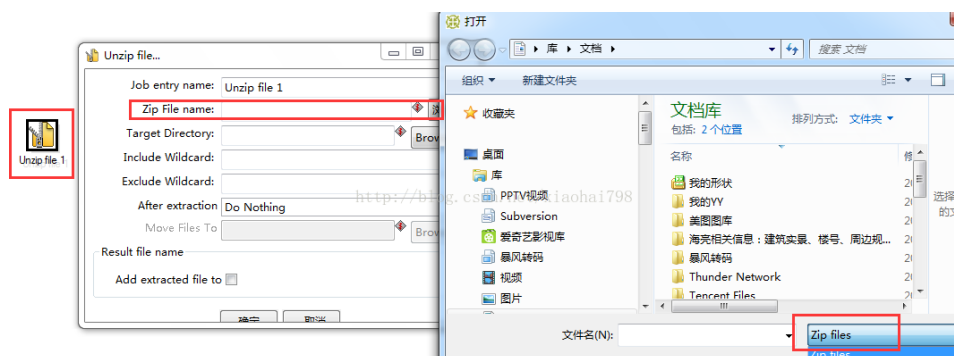 Unzip file 1
Unzip file...
Job entry name: Unzip file 1
Zip File name:
Target Directory:
Include Wildcard:
Exclude Wildcard:
After extraction Do Nothing
Move Files To
Result file name
Add extracted file to
确定 取消
打开
库 文档
搜索 文档
组织 新建文件夹
收藏夹
桌面
库
PPTV视频
Subversion
爱奇艺影视库
暴风转码
视频
图片
文档库
包括: 2 个位置
排列方式: 文件夹
名称
我的形状
我的YY
美图图库
海亮相关信息：建筑实景、楼号、周边规...
暴风转码
Thunder Network
Tencent Files
选择
的文
文件名(N):
Zip files
Zip files